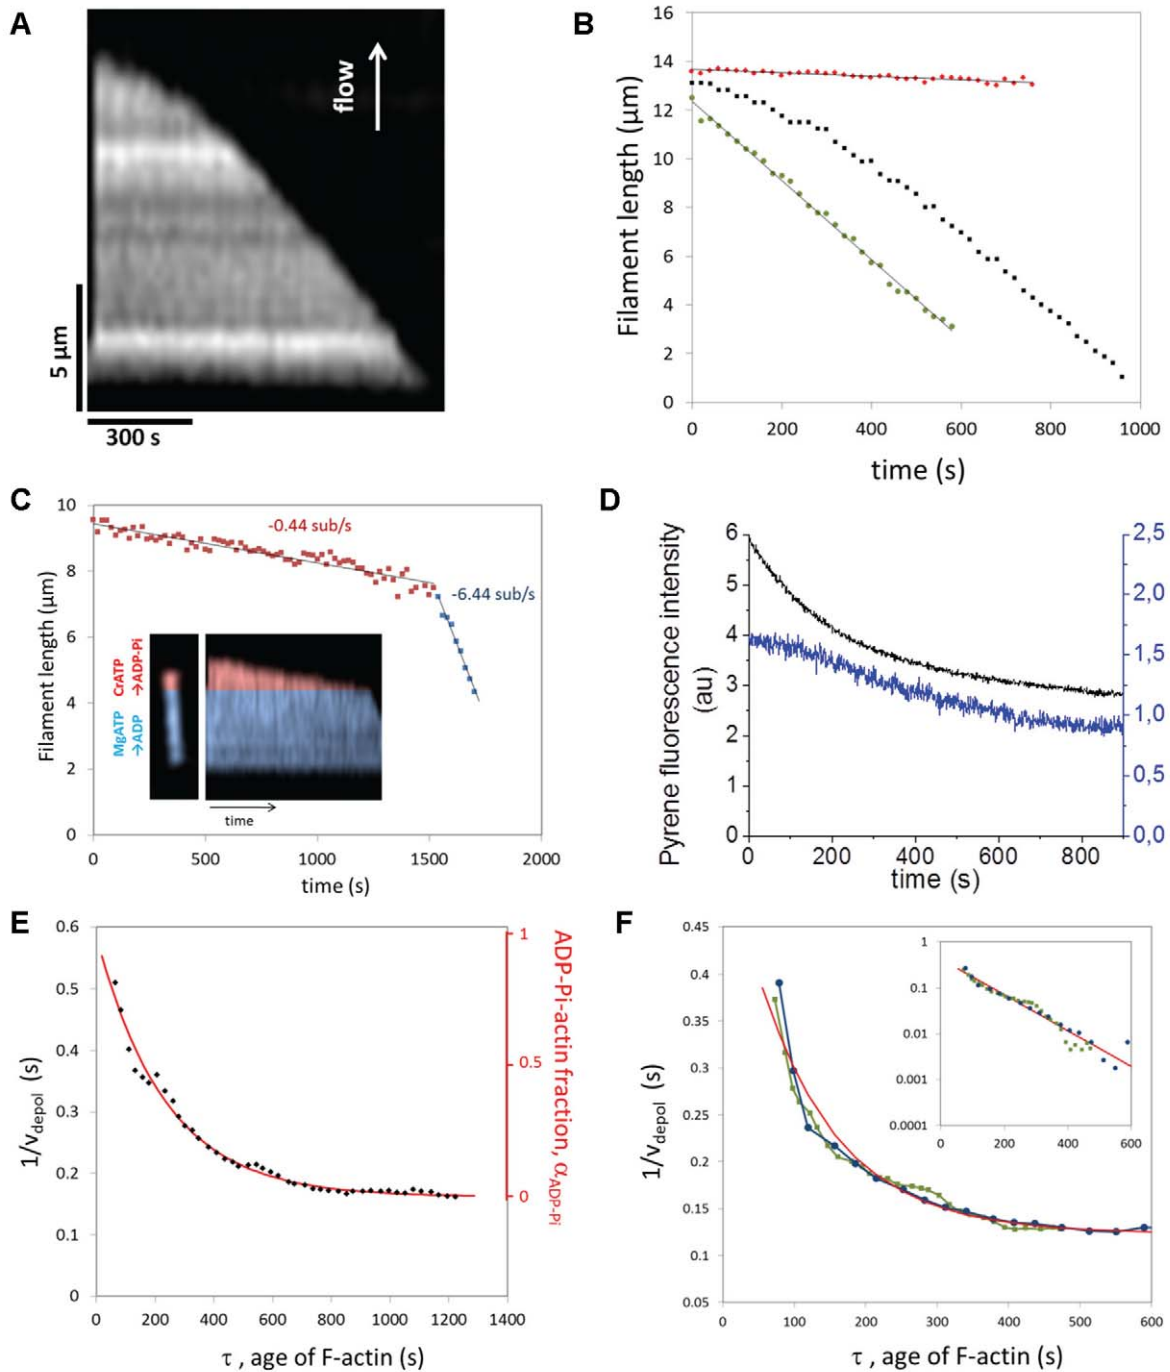 A
flow
5 μm
300 s
B
16
14
12
10
8
6
4
2
0
0 200 400 600 800 1000
Filament length (μm)
time (s)
C
10
8
6
4
2
0
0 500 1000 1500 2000
Filament length (μm)
time (s)
-0.44 sub/s
-6.44 sub/s
CrATP
→ADP-Pi
MgATP
→ADP
time
D
6
5
4
3
2
1
0
2,5
2,0
1,5
1,0
0,5
0,0
0 200 400 600 800
Pyrene fluorescence intensity
(au)
time (s)
E
0.6
0.5
0.4
0.3
0.2
0.1
0
1
0.5
0
0 200 400 600 800 1000 1200 1400
1/vdepol (s)
ADP-Pi-actin fraction, αADP-Pi
τ , age of F-actin (s)
F
0.45
0.4
0.35
0.3
0.25
0.2
0.15
0.1
0.05
0 100 200 300 400 500 600
1/vdepol (s)
τ , age of F-actin (s)
1
0.1
0.01
0.001
0.0001
0 200 400 600